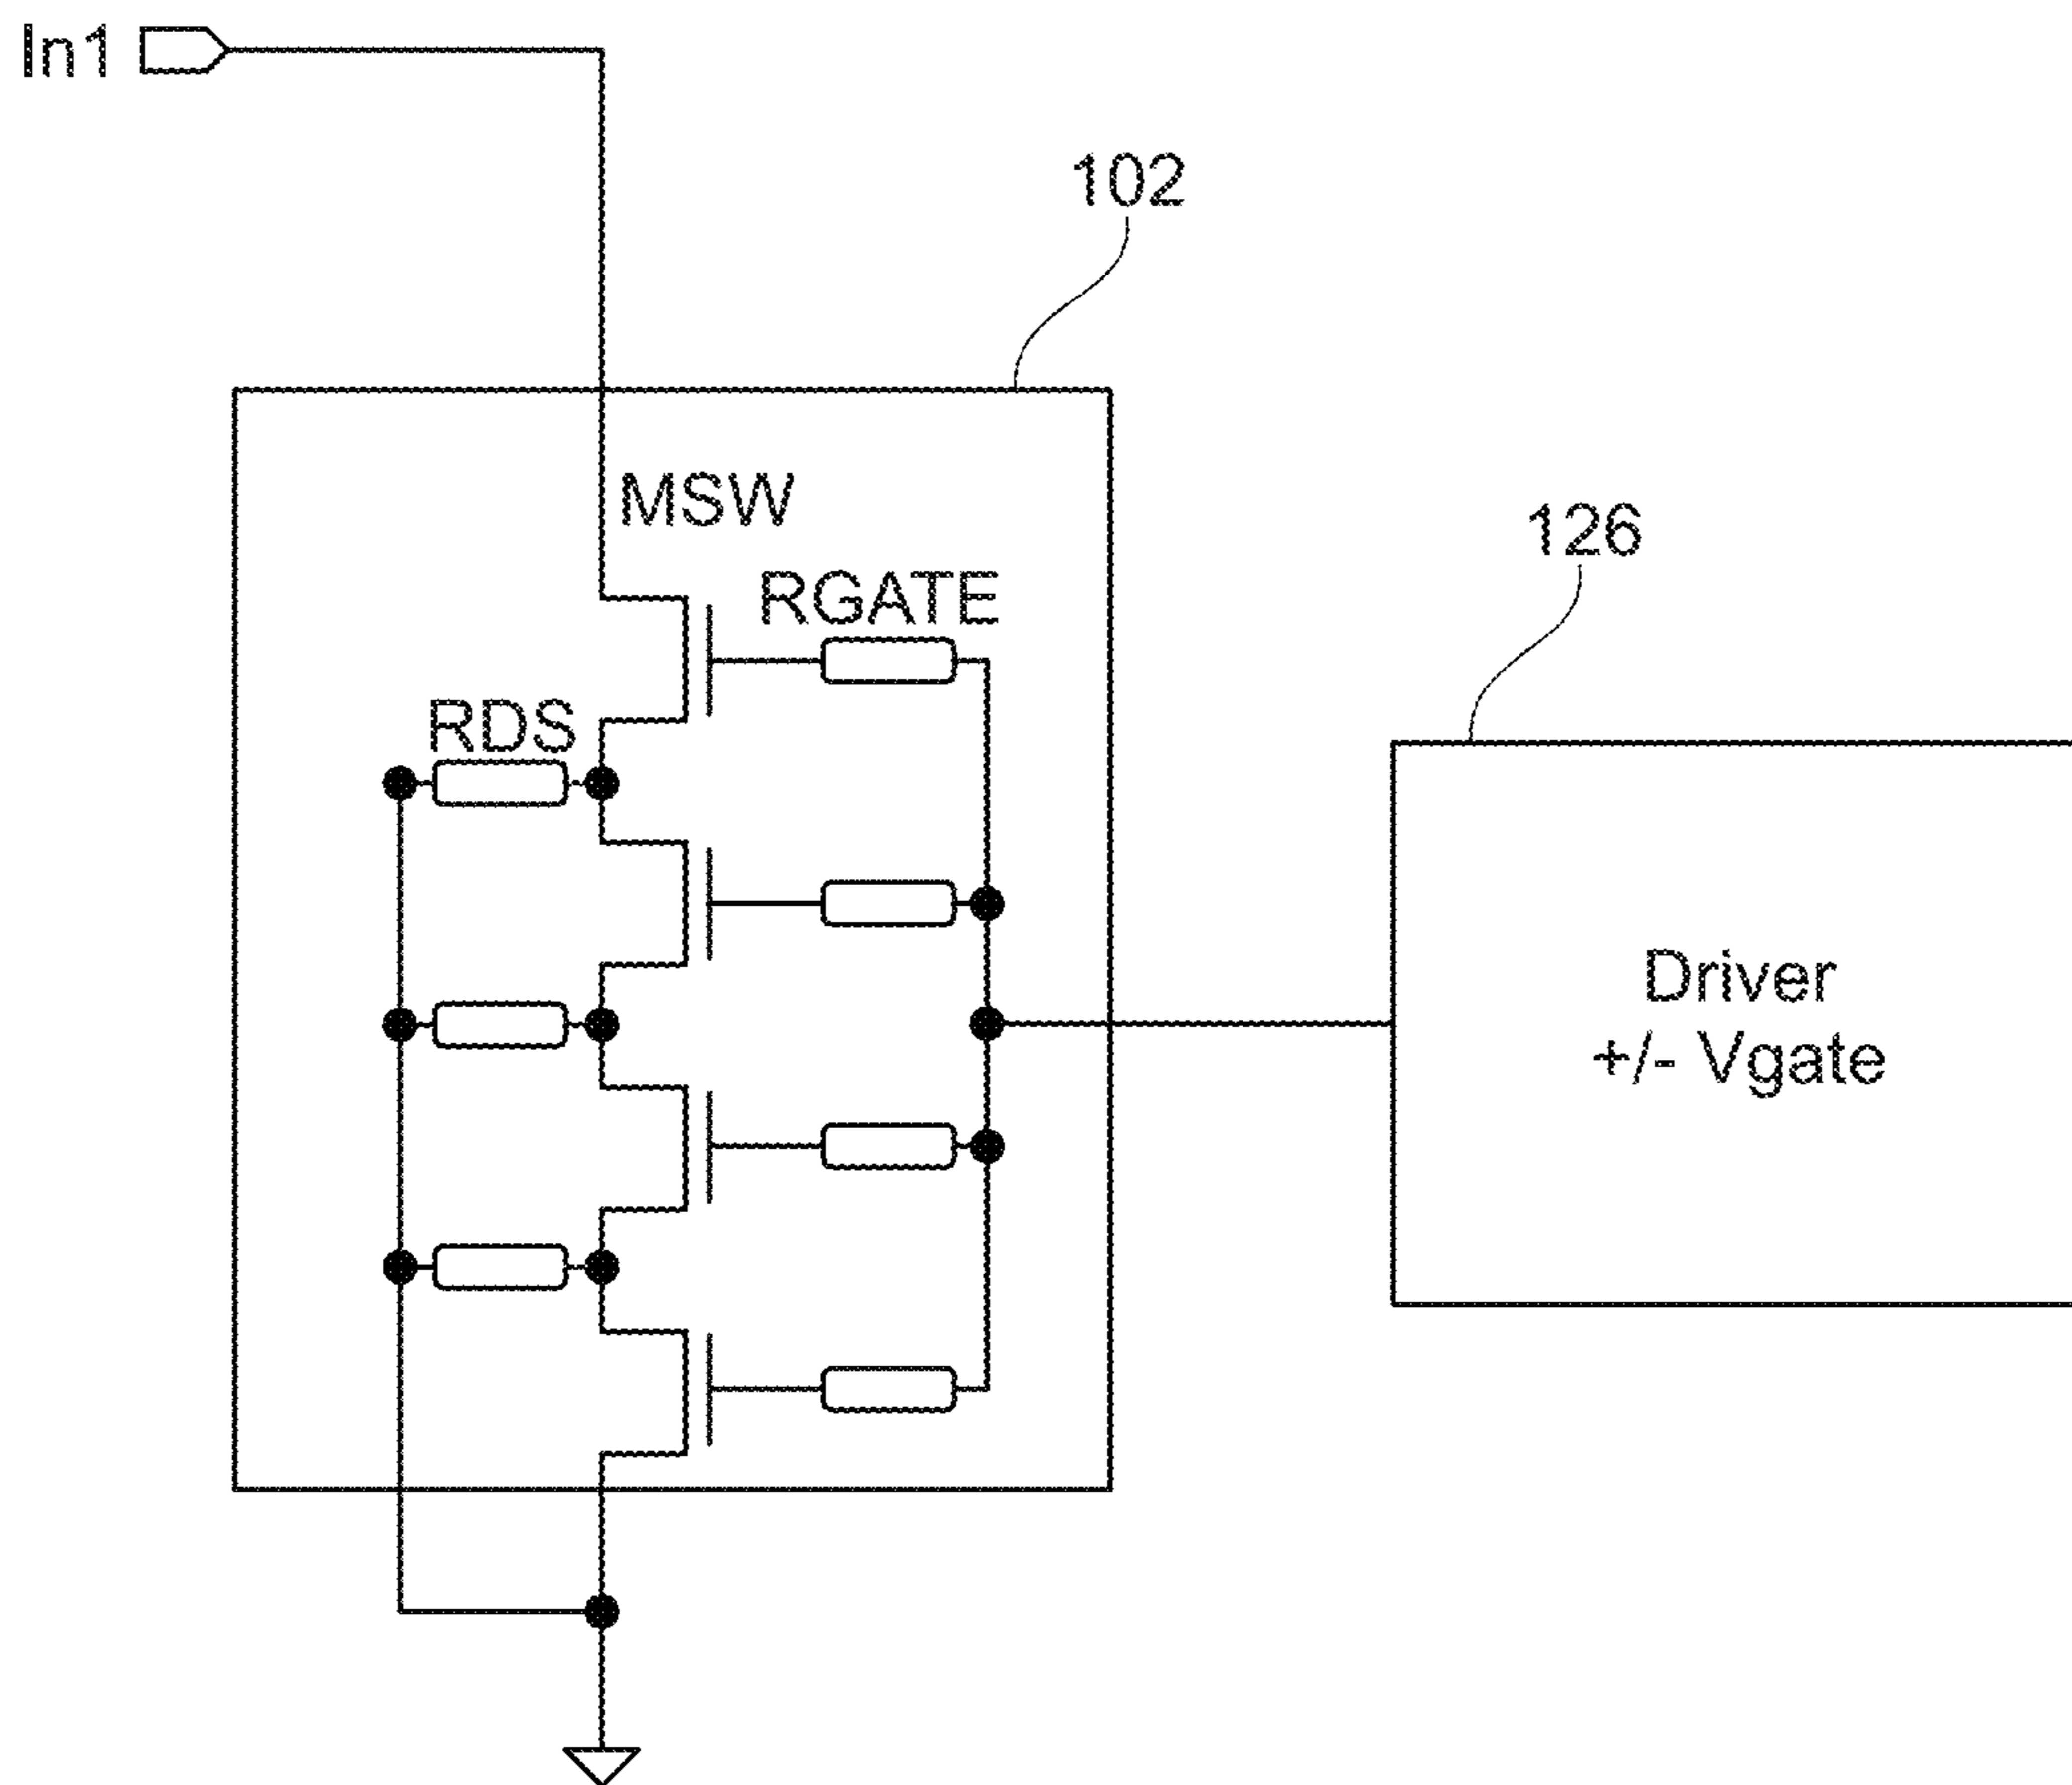 In1
102
MSW
126
RGATE
RDS
Driver
+/- Vgate